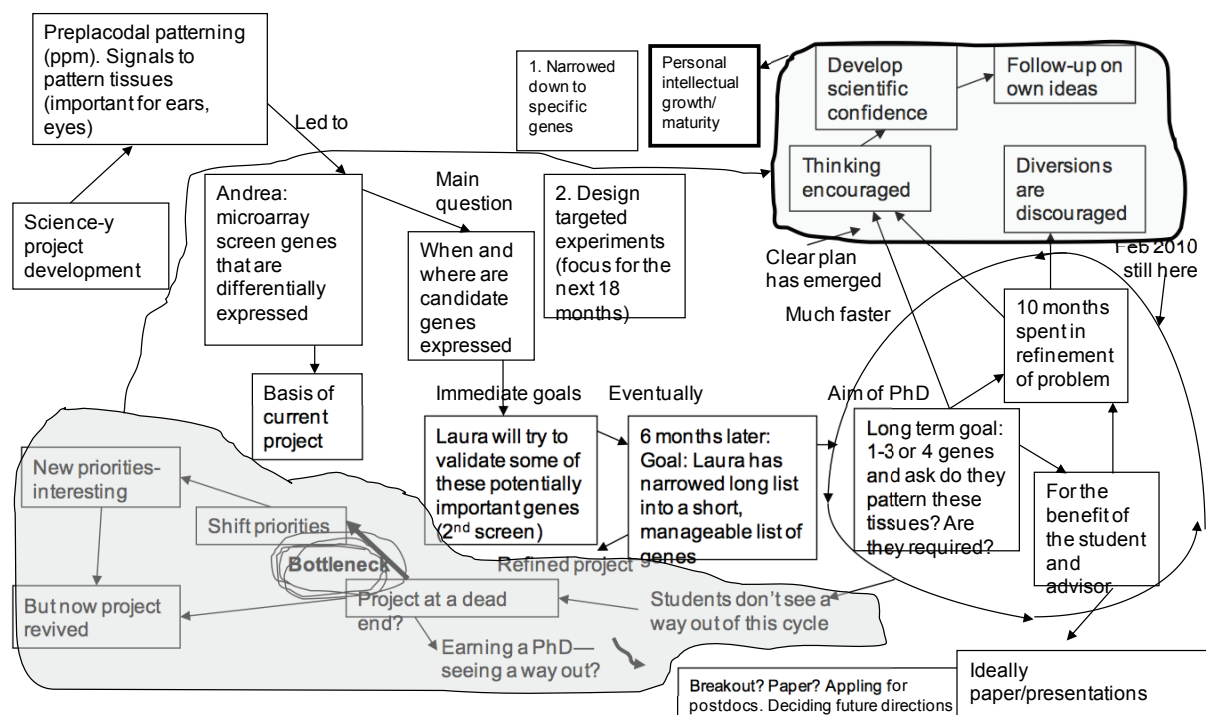 Preplacodal patterning
(ppm). Signals to
pattern tissues
(important for ears,
eyes)
Led to
1. Narrowed
down to
specific
genes
Personal
intellectual
growth/
maturity
Develop
scientific
confidence
Follow-up on
own ideas
Thinking
encouraged
Diversions
are
discouraged
Science-y
project
development
Andrea:
microarray
screen genes
that are
differentially
expressed
Main
question
When and
where are
candidate
genes
expressed
2. Design
targeted
experiments
(focus for the
next 18
months)
Clear plan
has emerged
Much faster
Feb 2010
still here
10 months
spent in
refinement
of problem
Basis of
current
project
Immediate goals
Laura will try to
validate some of
these potentially
important genes
(2nd screen)
Eventually
6 months later:
Goal: Laura has
narrowed long list
into a short,
manageable list of
genes
Aim of PhD
Long term goal:
1-3 or 4 genes
and ask do they
pattern these
tissues? Are
they required?
For the
benefit of
the student
and
advisor
New priorities-
interesting
Shift priorities
Bottleneck
Refined project
But now project
revived
Project at a dead
end?
Students don't see a
way out of this cycle
Earning a PhD—
seeing a way out?
Breakout? Paper? Appling for
postdocs. Deciding future directions
Ideally
paper/presentations